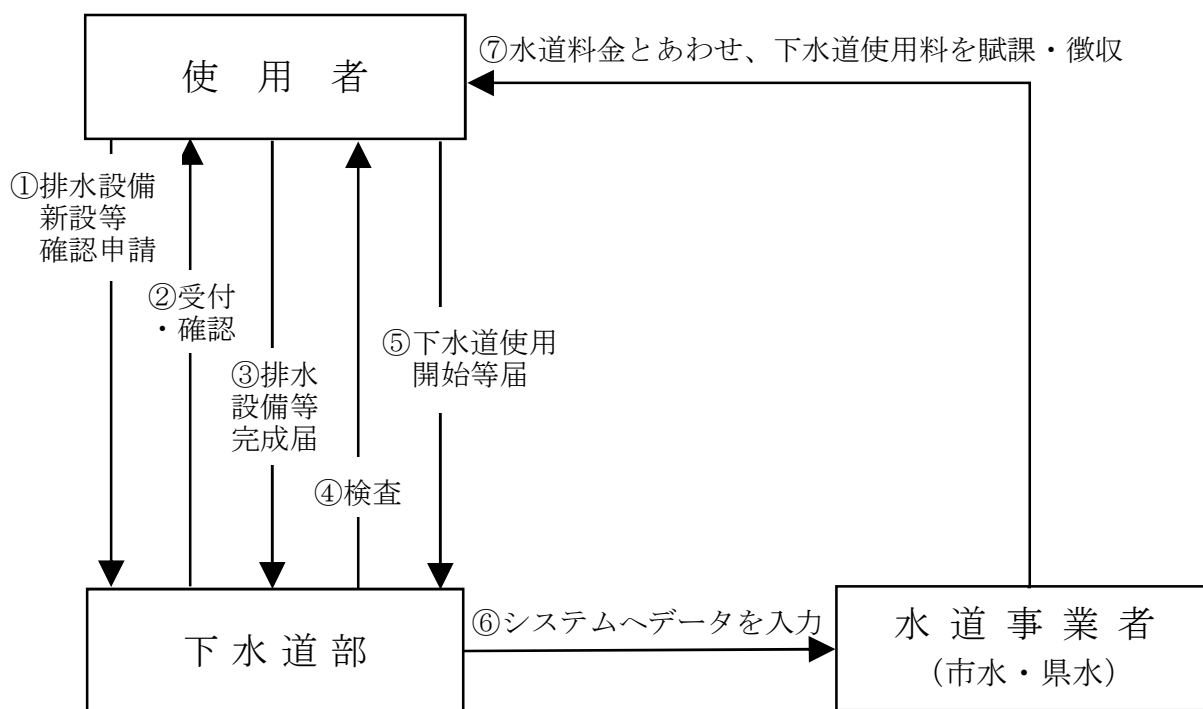 ⑦水道料金とあわせ、下水道使用料を賦課・徴収
使用者
①排水設備
新設等
確認申請
②受付
・確認
③排水
設備等
完成届
④検査
⑤下水道使用
開始等届
下水道部
⑥システムへデータを入力
水道事業者
（市水・県水）